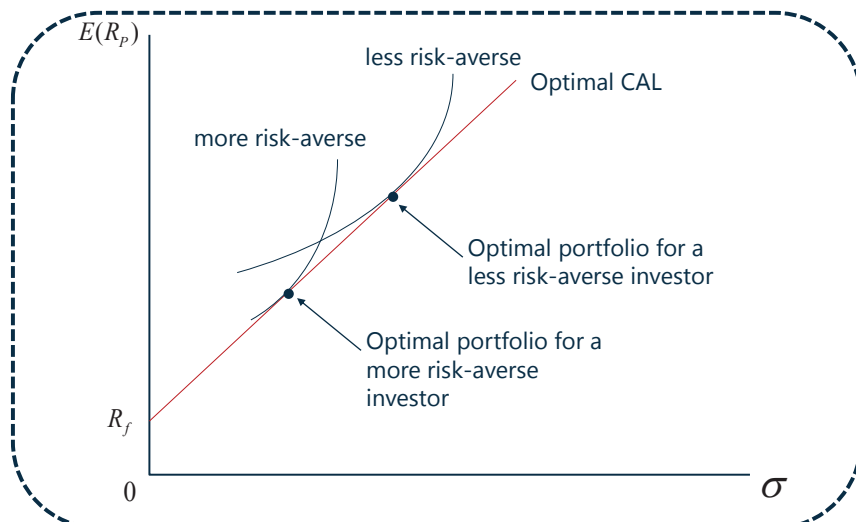 E(R_P)
less risk-averse
Optimal CAL
more risk-averse
Optimal portfolio for a
less risk-averse investor
Optimal portfolio for a
more risk-averse
investor
R_f
0
σ